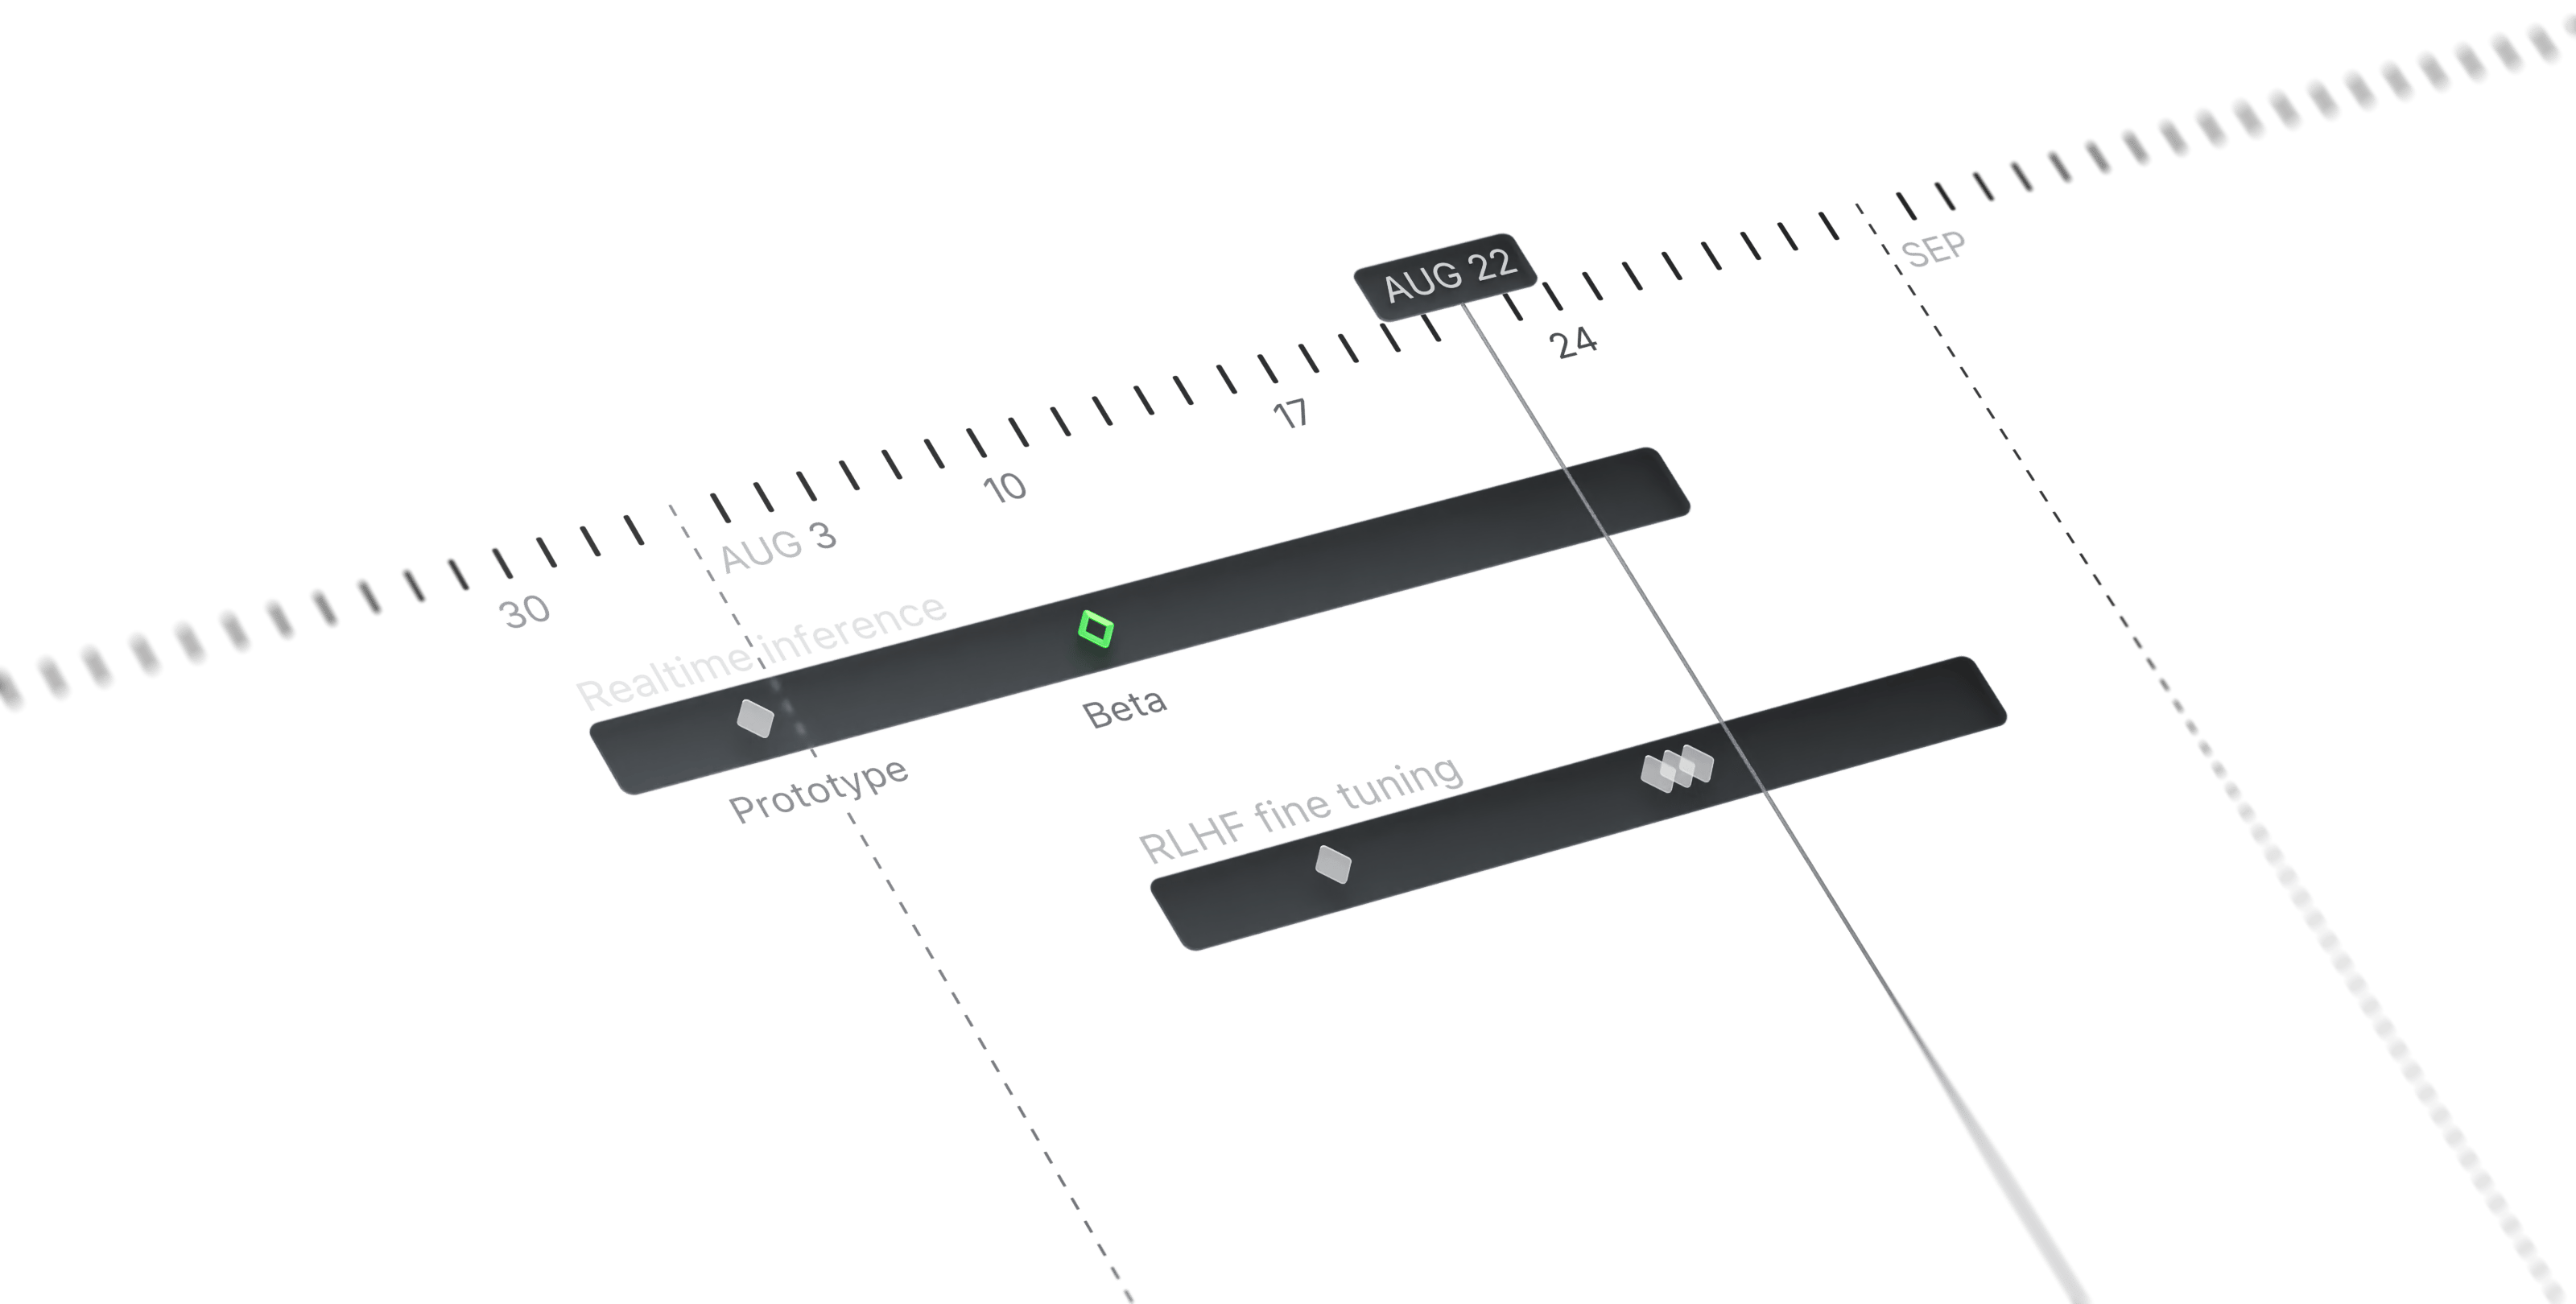 SEP
AUG 22
24
17
10
AUG 3
30
Realtime inference
Beta
Prototype
RLHF fine tuning